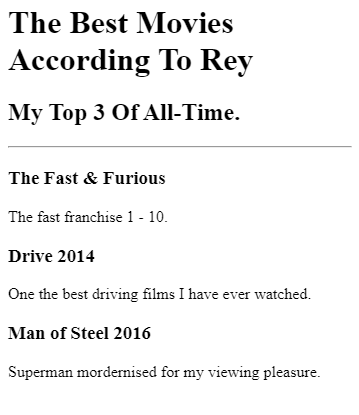 The Best Movies
According To Rey
My Top 3 Of All-Time.
The Fast & Furious
The fast franchise 1 - 10.
Drive 2014
One the best driving films I have ever watched.
Man of Steel 2016
Superman mordernised for my viewing pleasure.